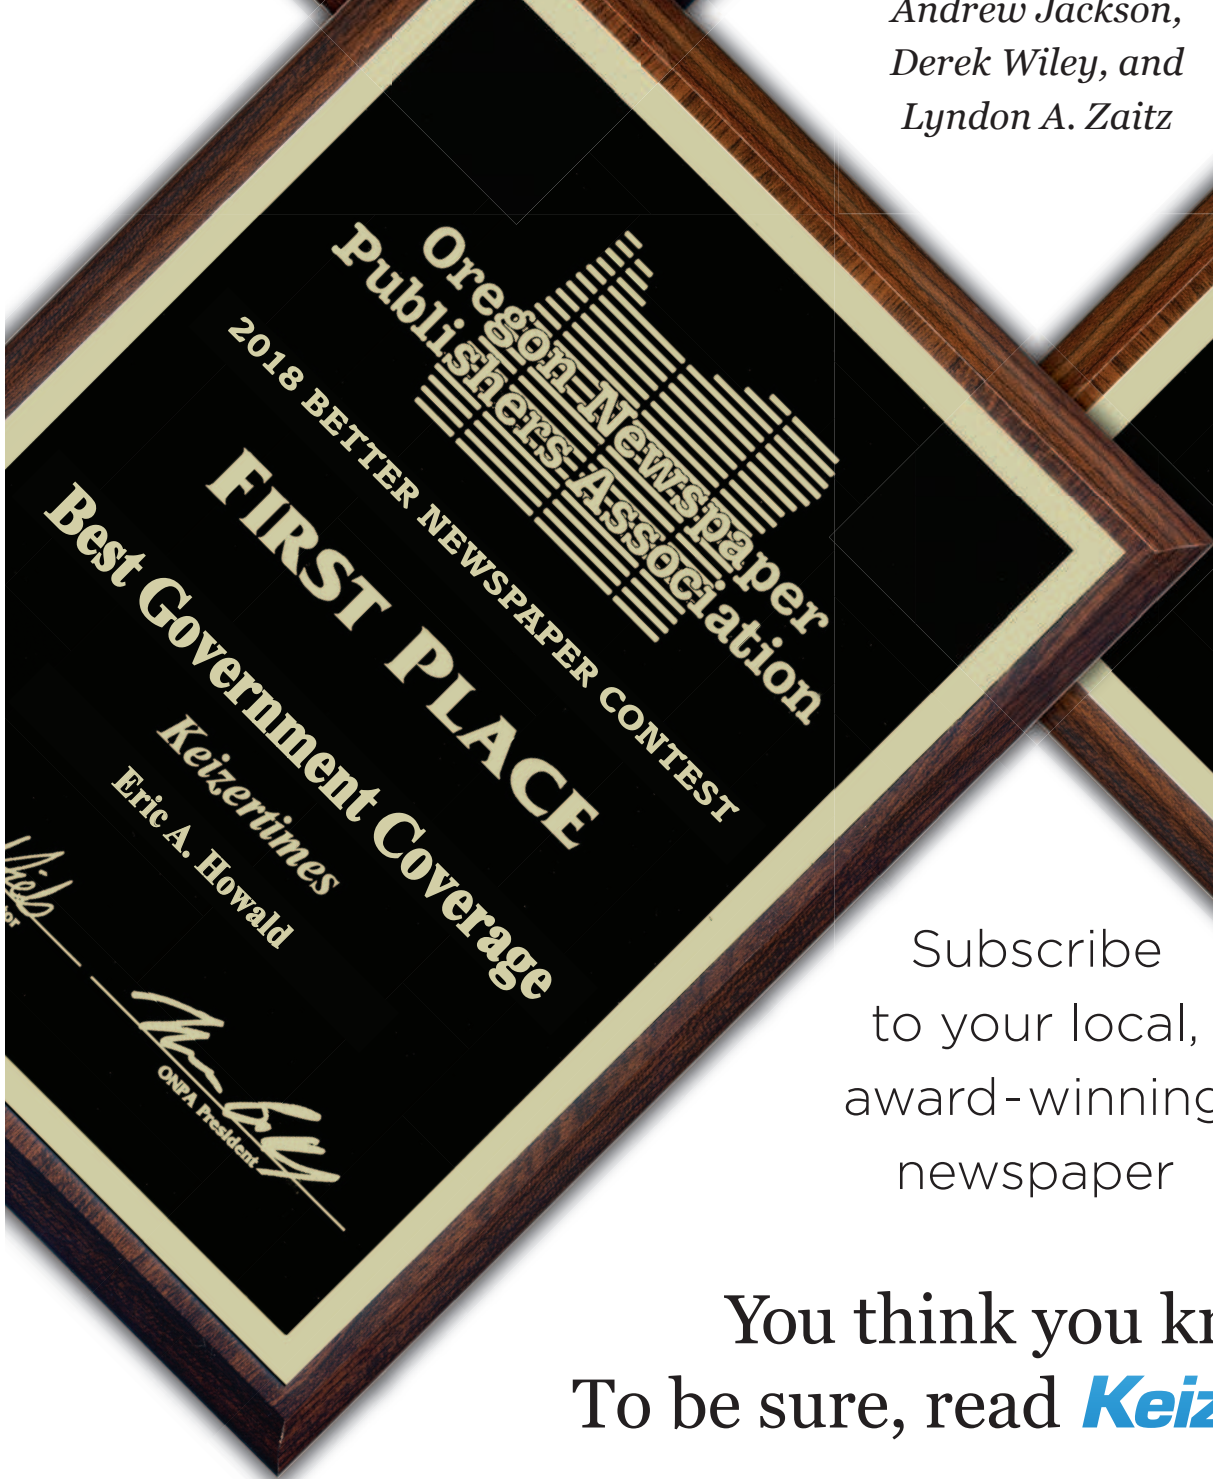 Andrew Jackson,
Derek Wiley, and
Lyndon A. Zaitz
Oregon Newspaper
Publishers Association
2018 BETTER NEWSPAPER CONTEST
FIRST PLACE
Best Government Coverage
Keizertimes
Eric A. Howald
ONPA President
Subscribe
to your local,
award-winning
newspaper
You think you kn
To be sure, read Keiz